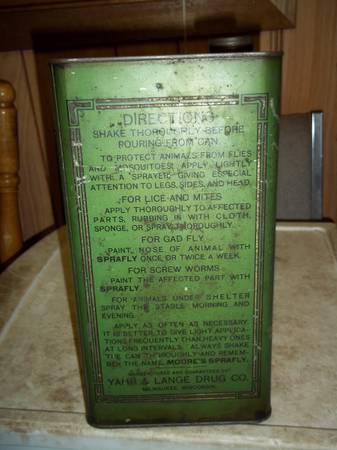 DIRECTIONS
SHAKE THOROUGHLY BEFORE
POURING FROM CAN
TO PROTECT ANIMALS FROM FLIES
AND MOSQUITOES, APPLY LIGHTLY
WITH A SPRAYER, GIVING ESPECIAL
ATTENTION TO LEGS, SIDES, AND HEAD.
FOR LICE AND MITES
APPLY THOROUGHLY TO AFFECTED
PARTS, RUBBING IN WITH CLOTH,
SPONGE, OR SPRAY THOROUGHLY.
FOR GAD FLY
PAINT NOSE OF ANIMAL WITH
SPRAFLY ONCE OR TWICE A WEEK.
FOR SCREW WORMS
PAINT THE AFFECTED PART WITH
SPRAFLY.
FOR ANIMALS UNDER SHELTER
SPRAY THE STABLE MORNING AND
EVENING.
APPLY AS OFTEN AS NECESSARY.
IT IS BETTER TO GIVE LIGHT APPLICA-
TIONS FREQUENTLY THAN HEAVY ONES
AT LONG INTERVALS. ALWAYS SHAKE
THE CAN THOROUGHLY AND REMEM-
BER THE NAME, MOORE'S SPRAFLY.
AND GUARANTEED BY
YAHR & LANGE DRUG CO.
MILWAUKEE, WISCONSIN.